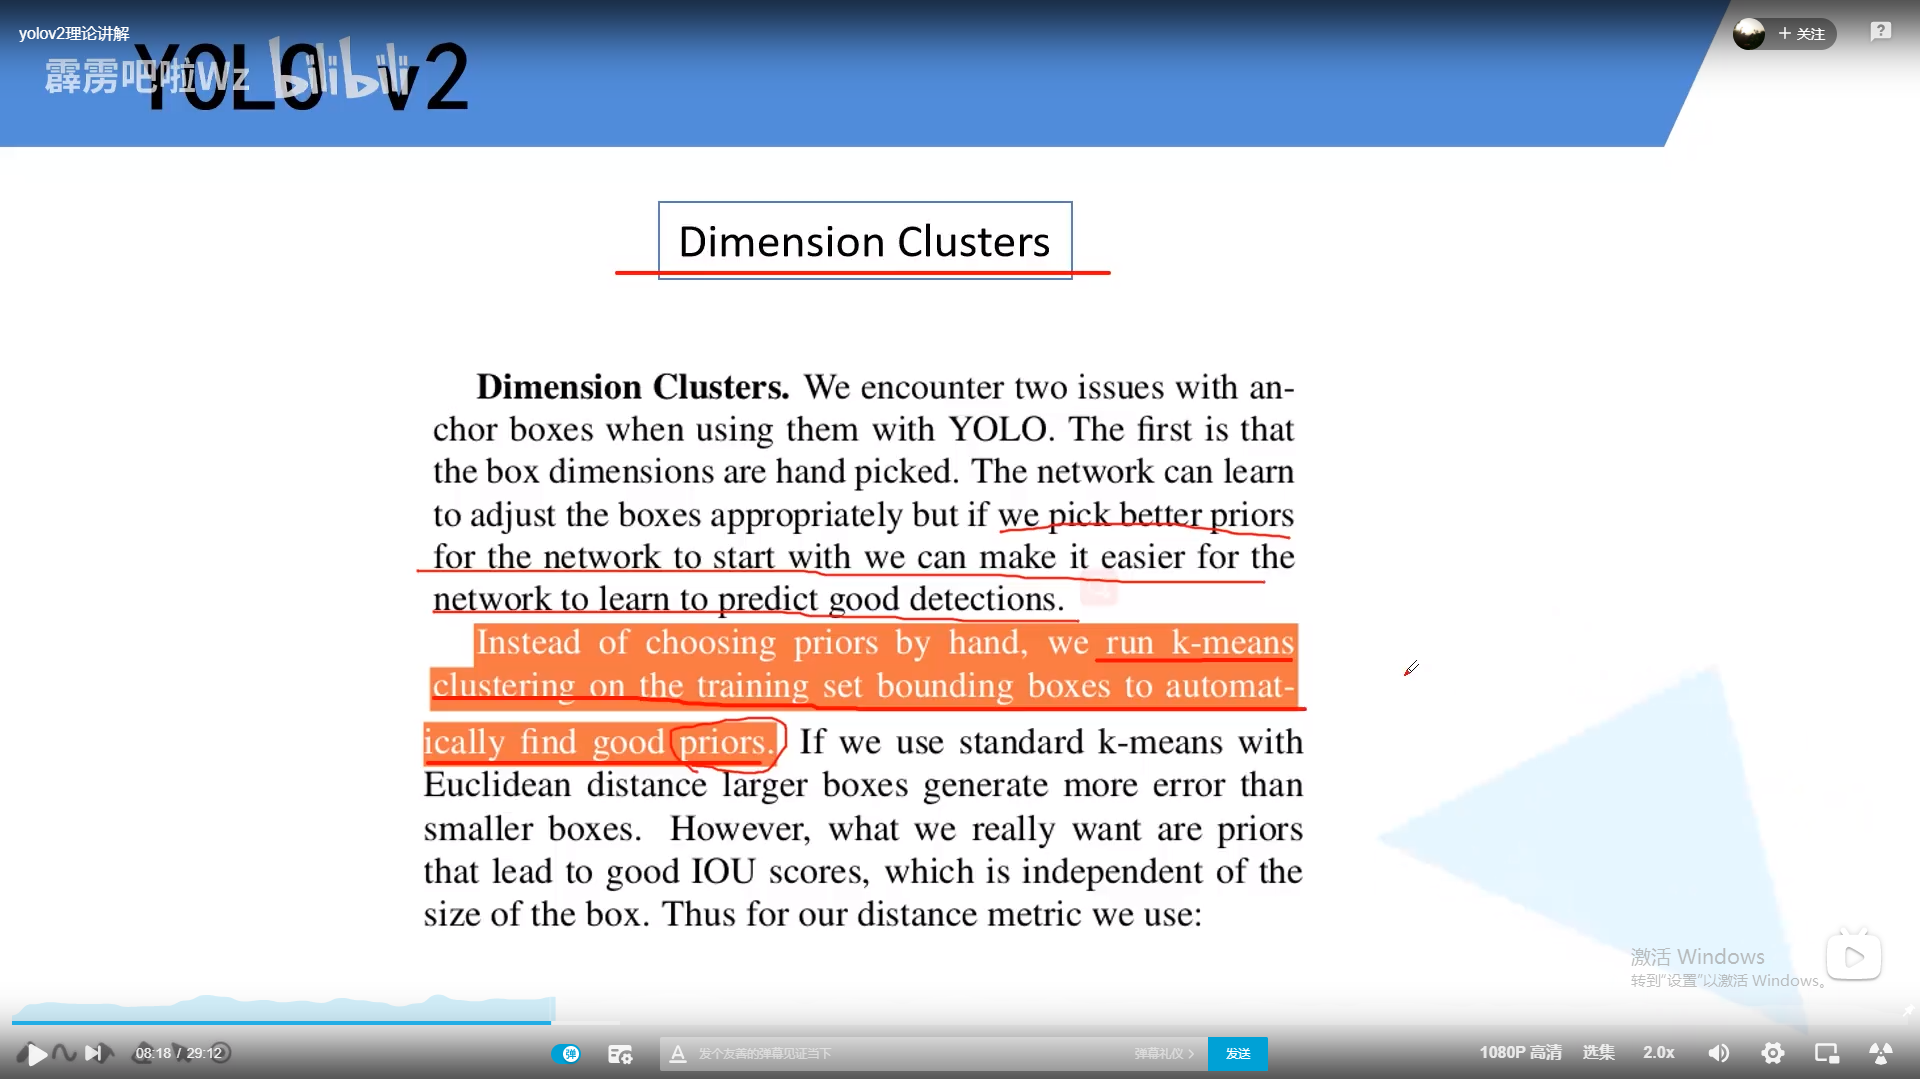 yolov2理论讲解
+ 关注
YOLO v2
霹雳吧啦Wz bilibili
Dimension Clusters
Dimension Clusters. We encounter two issues with an-
chor boxes when using them with YOLO. The first is that
the box dimensions are hand picked. The network can learn
to adjust the boxes appropriately but if we pick better priors
for the network to start with we can make it easier for the
network to learn to predict good detections.
Instead of choosing priors by hand, we run k-means
clustering on the training set bounding boxes to automat-
ically find good priors. If we use standard k-means with
Euclidean distance larger boxes generate more error than
smaller boxes. However, what we really want are priors
that lead to good IOU scores, which is independent of the
size of the box. Thus for our distance metric we use:
激活 Windows
转到“设置”以激活 Windows。
08:18 / 29:12
弹
A 发个友善的弹幕见证当下
弹幕礼仪 >
发送
1080P 高清
选集
2.0x